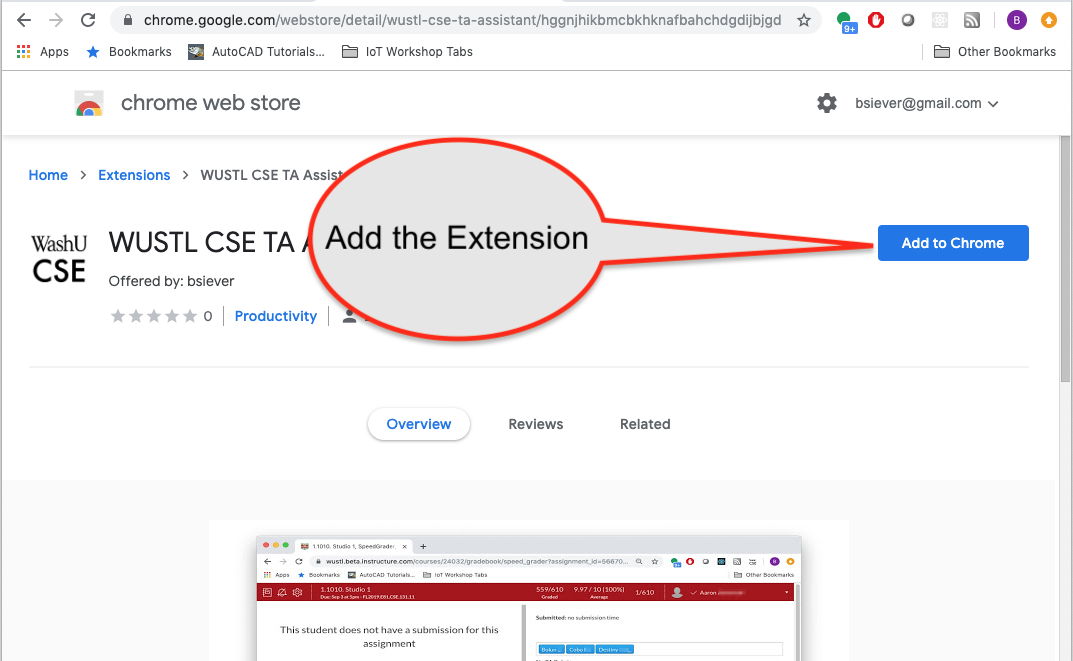 chrome.google.com/webstore/detail/wustl-cse-ta-assistant/hggnjhikbmcbkhknafbahchdgdijbjgd
9+
B
Apps Bookmarks AutoCAD Tutorials... IoT Workshop Tabs Other Bookmarks
chrome web store bsiever@gmail.com
Home > Extensions > WUSTL CSE TA Assist
WashU
CSE
WUSTL CSE TA
Add the Extension
Add to Chrome
Offered by: bsiever
0 Productivity
Overview Reviews Related
1.1010. Studio 1, SpeedGrader,
wustl.beta.instructure.com/courses/24032/gradebook/speed_grader?assignment_id=56670...
Apps Bookmarks AutoCAD Tutorials... IoT Workshop Tabs Other Bookmarks
1.1010. Studio 1 559/610 9.97 / 10 (100%) 1/610 Aaron
Due: Sep 3 at 5pm - FL2019.E81.CSE.131.11 Graded Average
Submitted: no submission time
This student does not have a submission for this
assignment